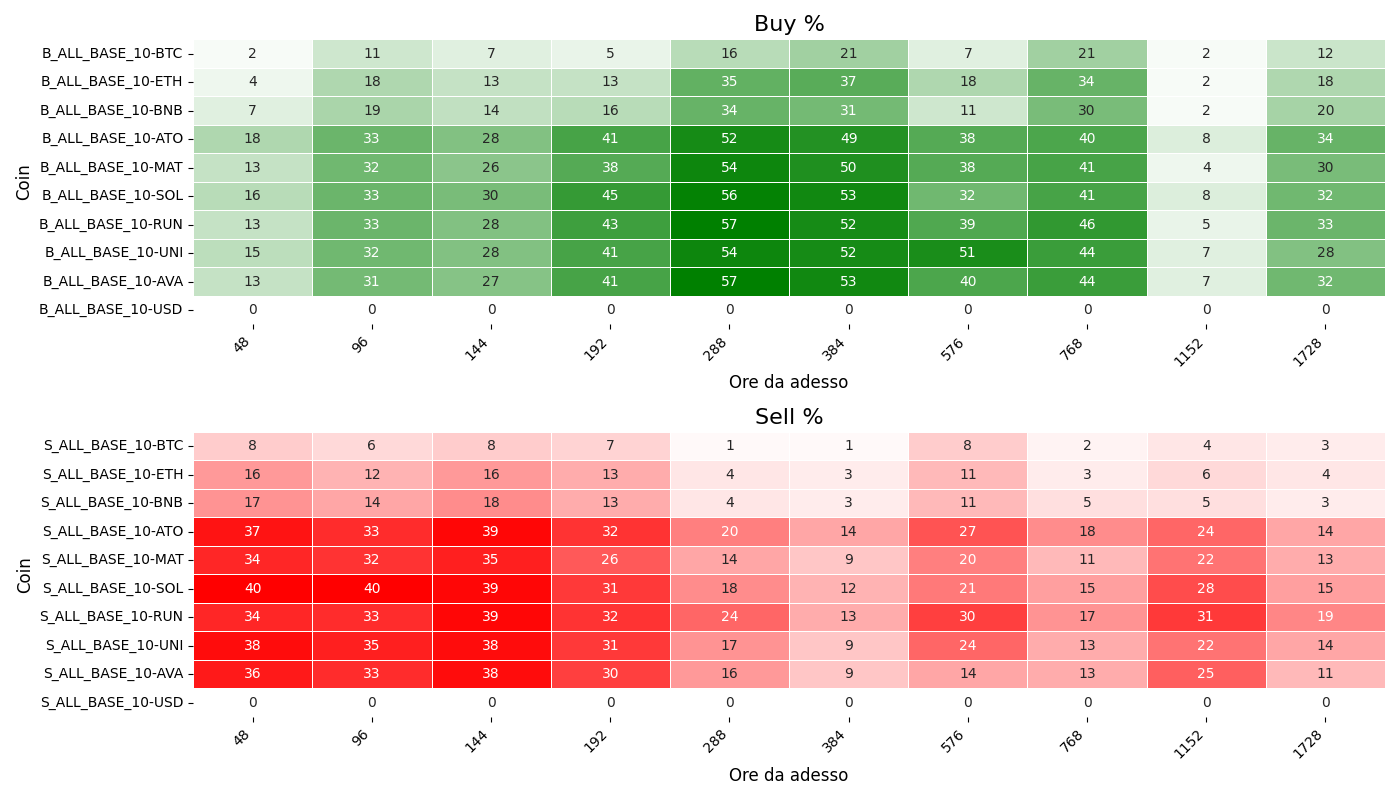 Buy %
B_ALL_BASE_10-BTC 2 11 7 5 16 21 7 21 2 12
B_ALL_BASE_10-ETH 4 18 13 13 35 37 18 34 2 18
B_ALL_BASE_10-BNB 7 19 14 16 34 31 11 30 2 20
B_ALL_BASE_10-ATO 18 33 28 41 52 49 38 40 8 34
B_ALL_BASE_10-MAT 13 32 26 38 54 50 38 41 4 30
B_ALL_BASE_10-SOL 16 33 30 45 56 53 32 41 8 32
B_ALL_BASE_10-RUN 13 33 28 43 57 52 39 46 5 33
B_ALL_BASE_10-UNI 15 32 28 41 54 52 51 44 7 28
B_ALL_BASE_10-AVA 13 31 27 41 57 53 40 44 7 32
B_ALL_BASE_10-USD 0 0 0 0 0 0 0 0 0 0
Coin
48 96 144 192 288 384 576 768 1152 1728
Ore da adesso
Sell %
S_ALL_BASE_10-BTC 8 6 8 7 1 1 8 2 4 3
S_ALL_BASE_10-ETH 16 12 16 13 4 3 11 3 6 4
S_ALL_BASE_10-BNB 17 14 18 13 4 3 11 5 5 3
S_ALL_BASE_10-ATO 37 33 39 32 20 14 27 18 24 14
S_ALL_BASE_10-MAT 34 32 35 26 14 9 20 11 22 13
S_ALL_BASE_10-SOL 40 40 39 31 18 12 21 15 28 15
S_ALL_BASE_10-RUN 34 33 39 32 24 13 30 17 31 19
S_ALL_BASE_10-UNI 38 35 38 31 17 9 24 13 22 14
S_ALL_BASE_10-AVA 36 33 38 30 16 9 14 13 25 11
S_ALL_BASE_10-USD 0 0 0 0 0 0 0 0 0 0
Coin
48 96 144 192 288 384 576 768 1152 1728
Ore da adesso